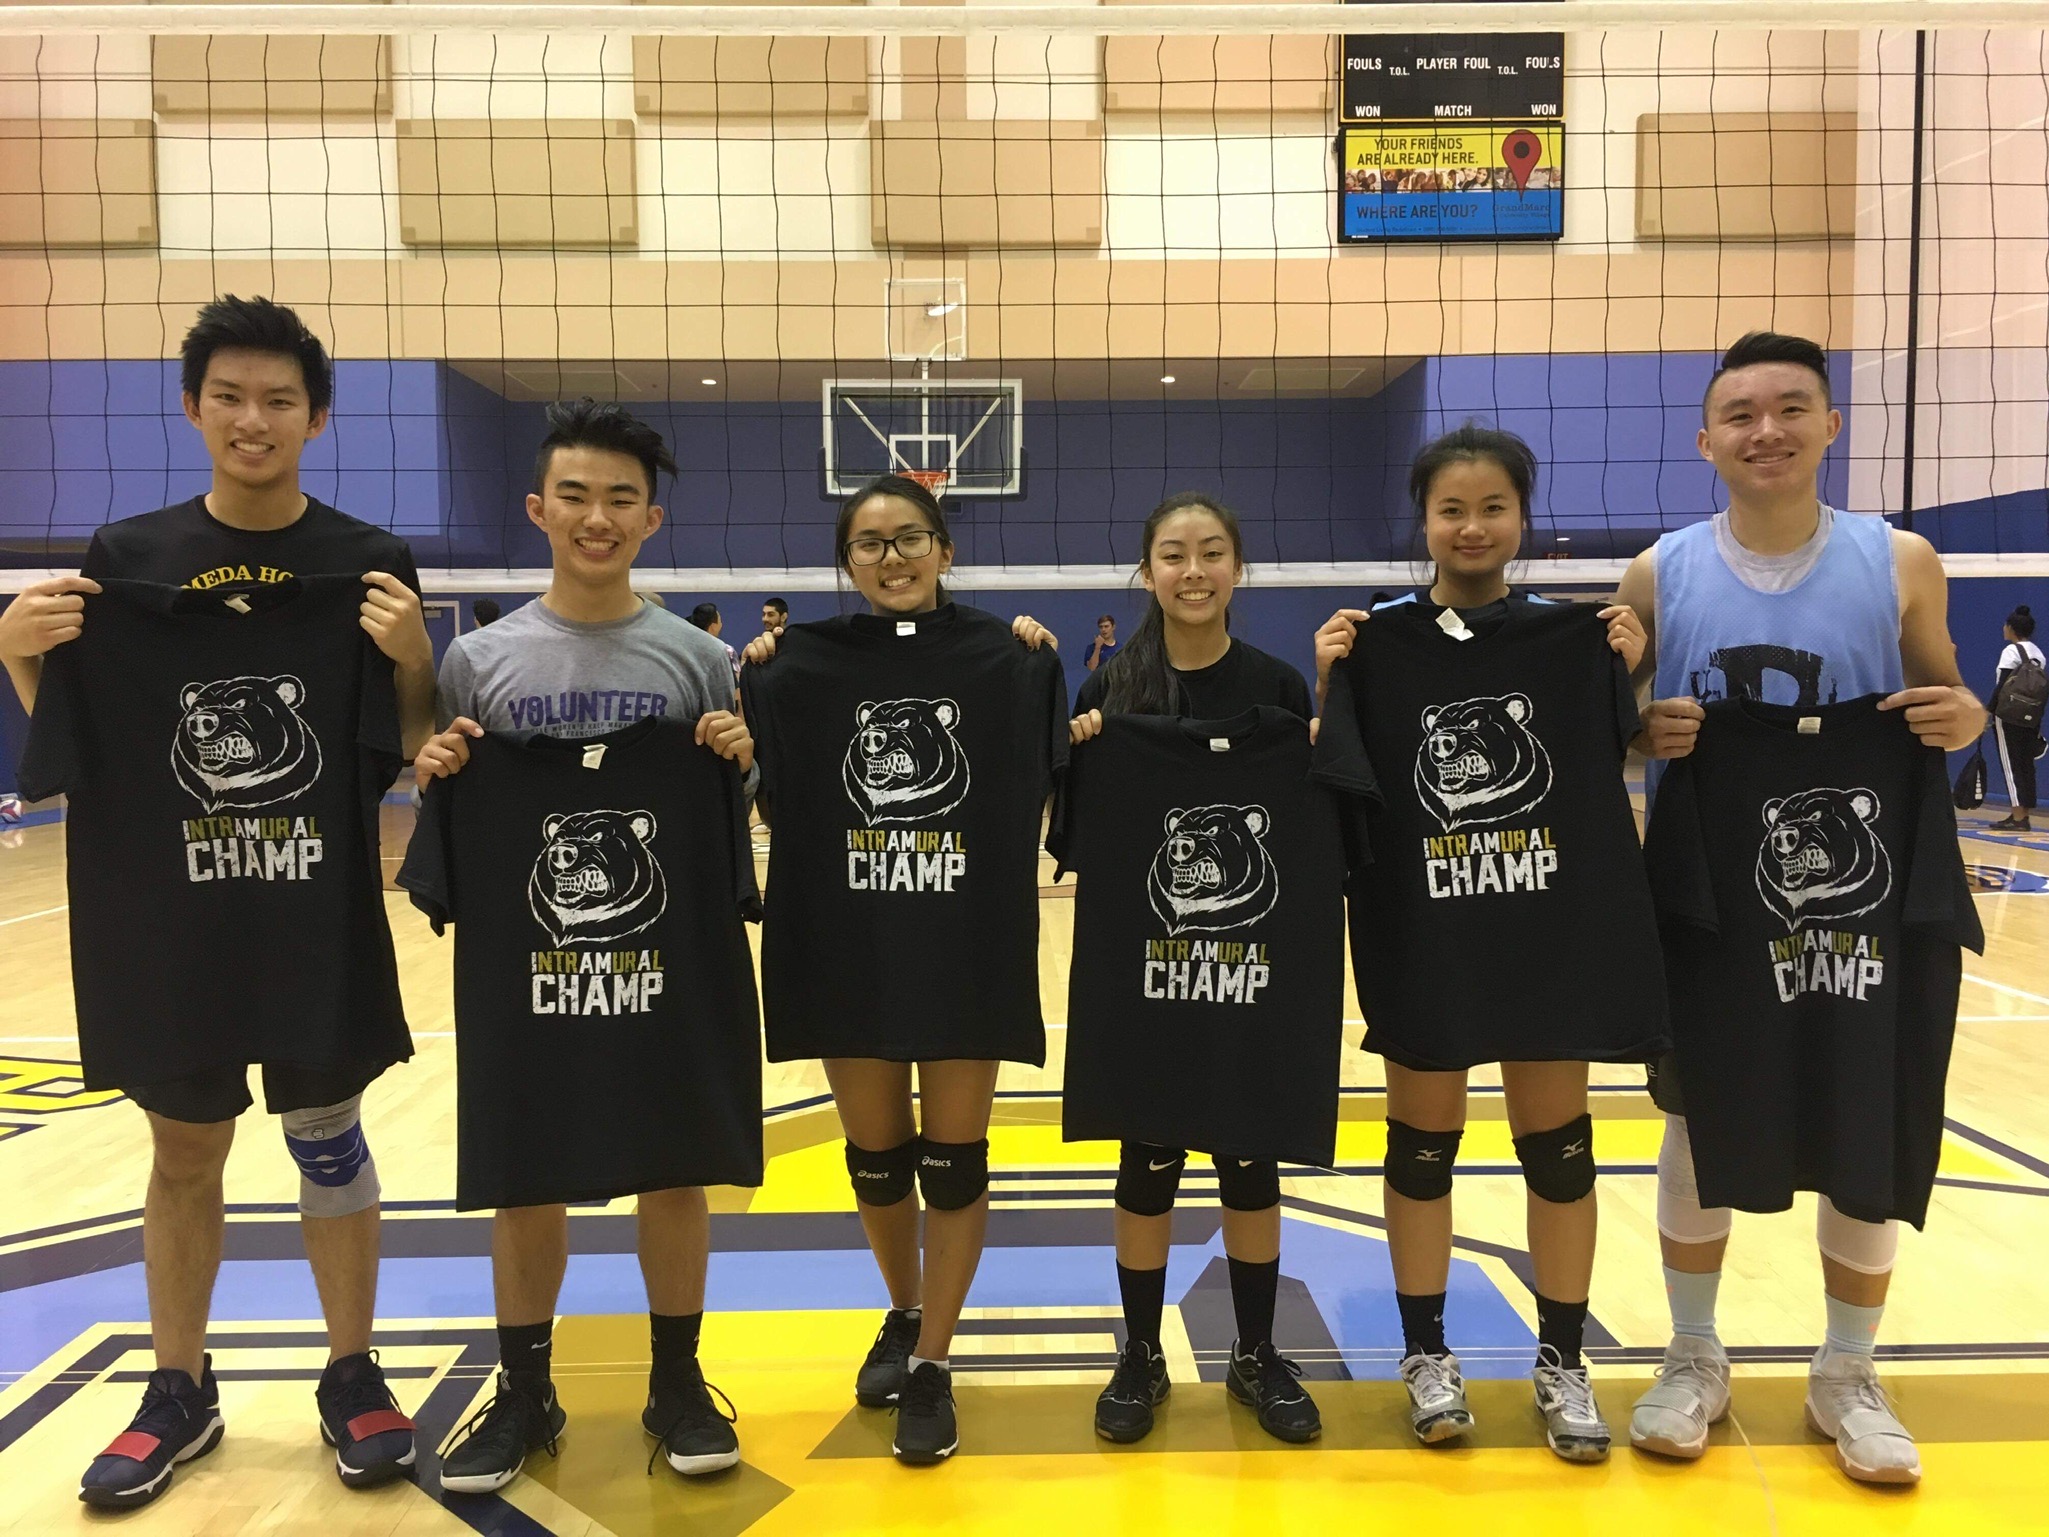 FOULS T.O.L. PLAYER FOUL T.O.L. FOULS
WON MATCH WON
YOUR FRIENDS
ARE ALREADY HERE.
WHERE ARE YOU?
GrandMarc
MEDA HO
VOLUNTEER
INTRAMURAL
CHAMP
INTRAMURAL
CHAMP
INTRAMURAL
CHAMP
INTRAMURAL
CHAMP
INTRAMURAL
CHAMP
INTRAMURAL
CHAMP
asics
asics